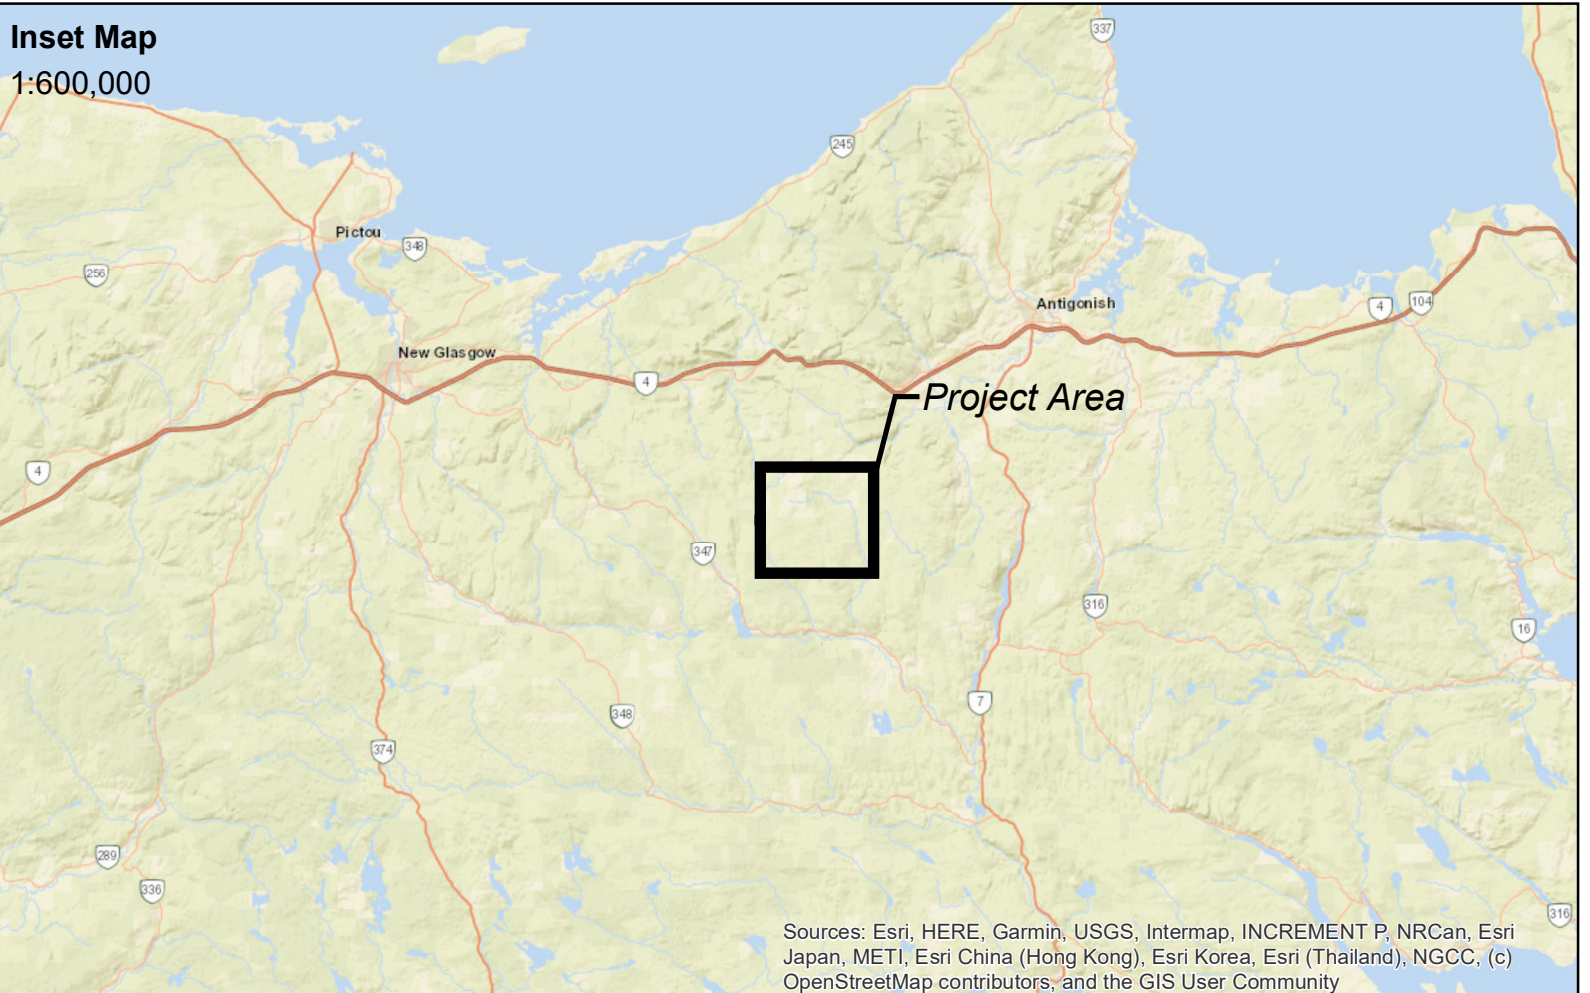 Inset Map
1:600,000
337
245
Pictou
348
256
Antigonish
4
104
New Glasgow
4
Project Area
4
347
316
16
7
348
374
289
336
316
Sources: Esri, HERE, Garmin, USGS, Intermap, INCREMENT P, NRCan, Esri
Japan, METI, Esri China (Hong Kong), Esri Korea, Esri (Thailand), NGCC, (c)
OpenStreetMap contributors, and the GIS User Community